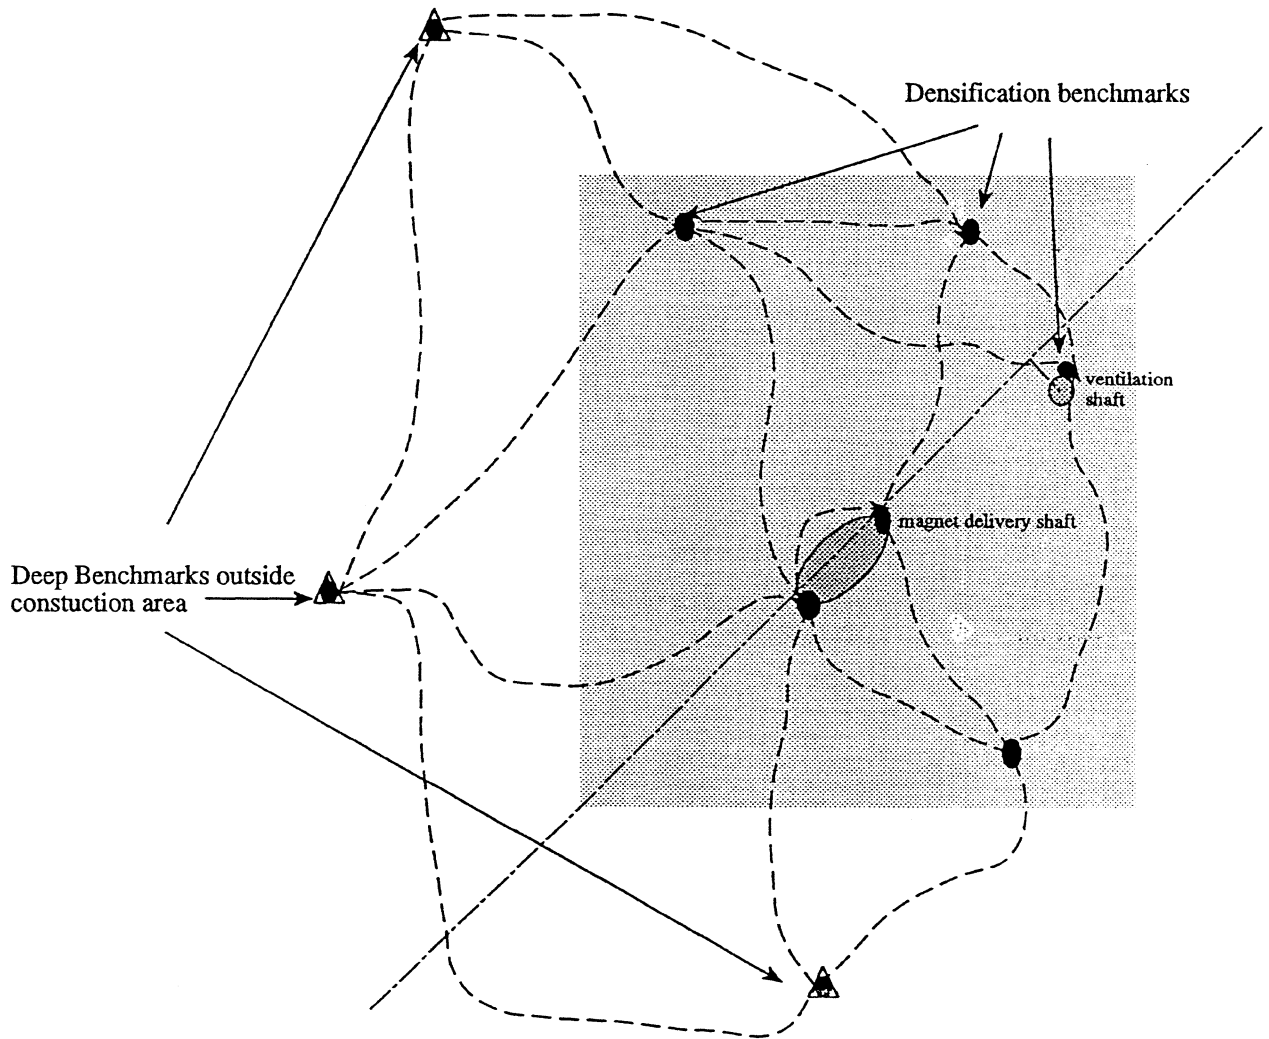 Densification benchmarks
ventilation
shaft
magnet delivery shaft
Deep Benchmarks outside
constuction area